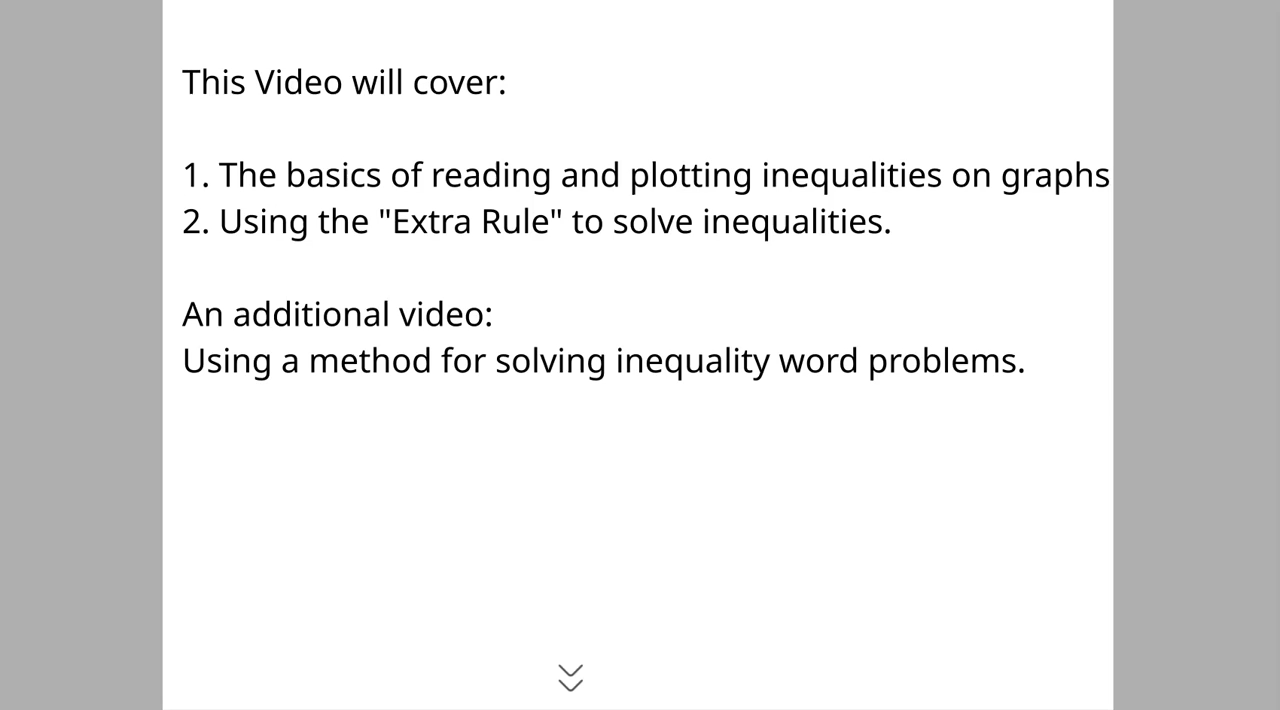 This Video will cover:
1. The basics of reading and plotting inequalities on graphs
2. Using the "Extra Rule" to solve inequalities.
An additional video:
Using a method for solving inequality word problems.